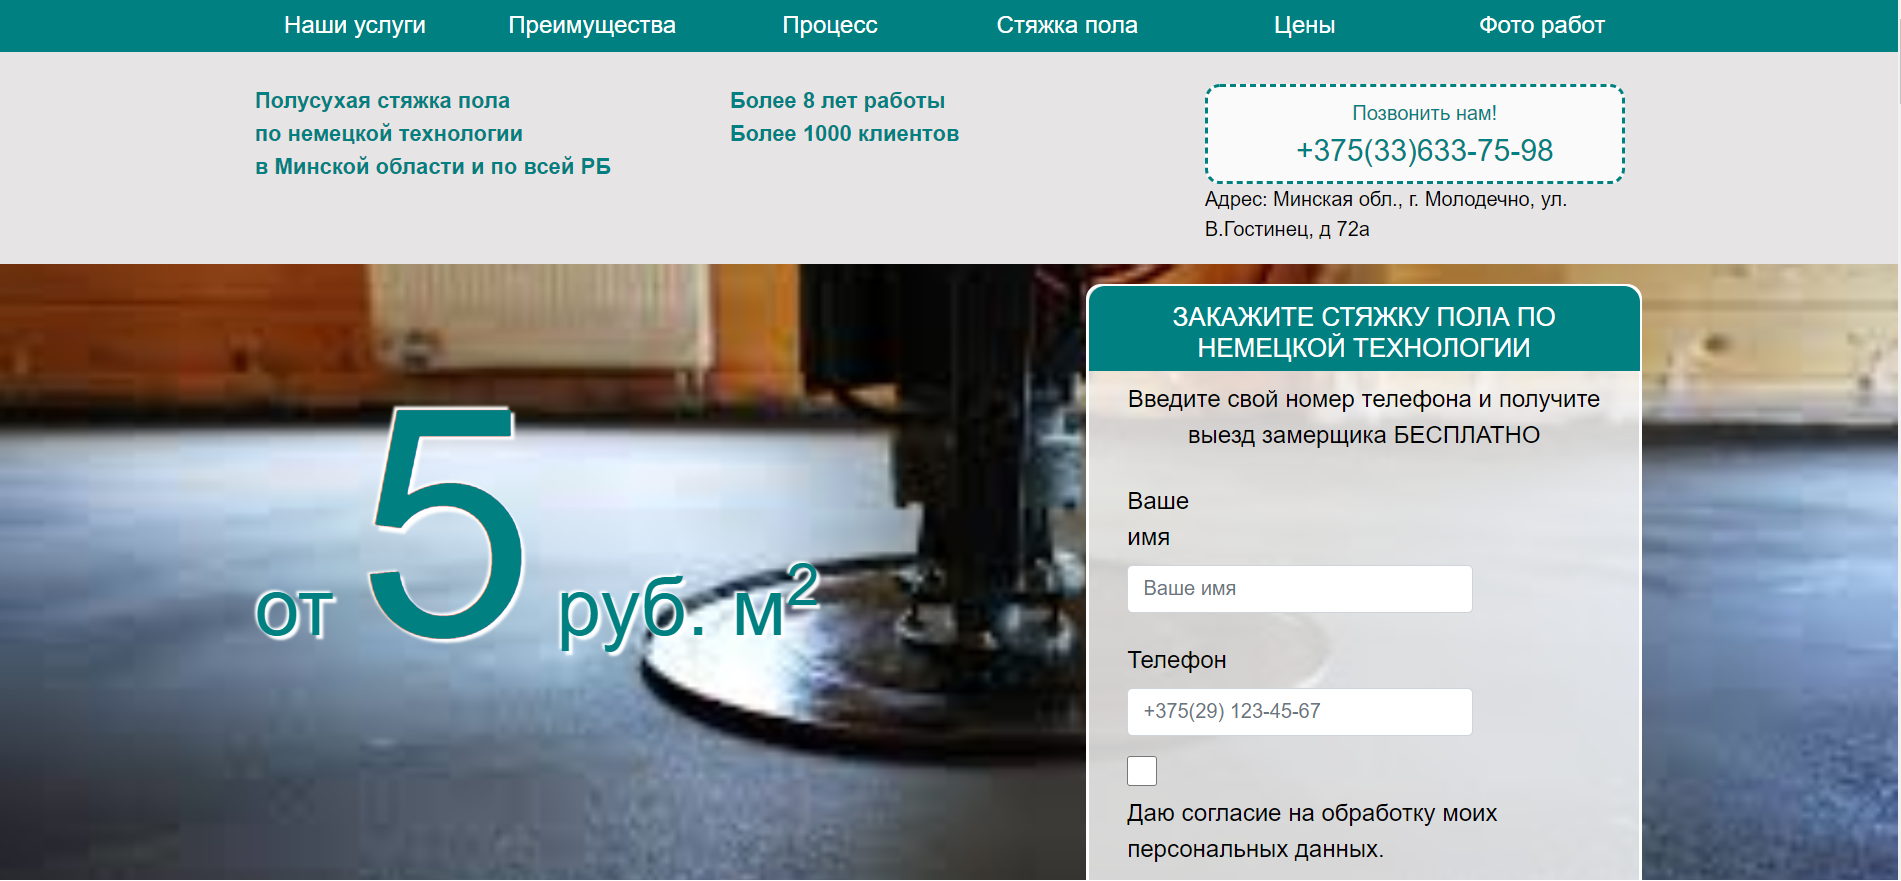 Наши услуги Преимущества Процесс Стяжка пола Цены Фото работ
Полусухая стяжка пола
по немецкой технологии
в Минской области и по всей РБ
Более 8 лет работы
Более 1000 клиентов
Позвонить нам!
+375(33)633-75-98
Адрес: Минская обл., г. Молодечно, ул.
В.Гостинец, д 72а
от 5 руб. м²
ЗАКАЖИТЕ СТЯЖКУ ПОЛА ПО
НЕМЕЦКОЙ ТЕХНОЛОГИИ
Введите свой номер телефона и получите
выезд замерщика БЕСПЛАТНО
Ваше
имя
Ваше имя
Телефон
+375(29) 123-45-67
Даю согласие на обработку моих
персональных данных.